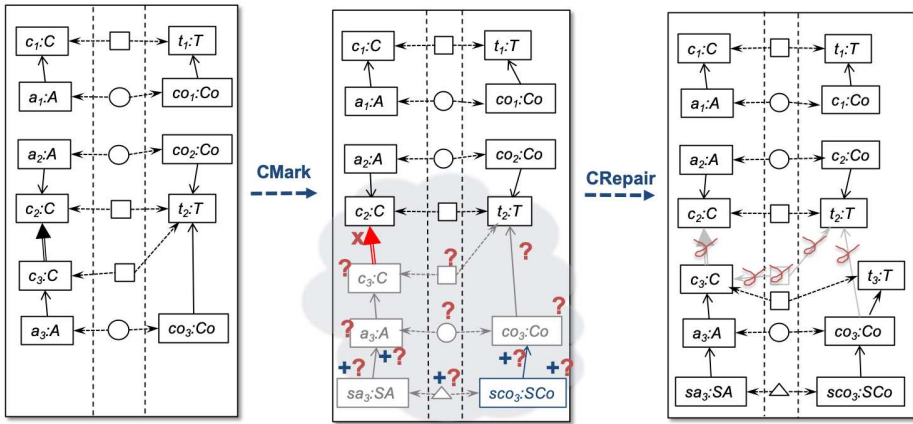 c1:C
t1:T
a1:A
co1:Co
a2:A
co2:Co
c2:C
t2:T
c3:C
a3:A
co3:Co
CMark
c1:C
t1:T
a1:A
co1:Co
a2:A
co2:Co
c2:C
t2:T
x
?
?
?
c3:C
?
?
?
a3:A
co3:Co
+?
+?
+?
+?
+?
sa3:SA
sco3:SCo
CRepair
c1:C
t1:T
a1:A
c1:Co
a2:A
c2:Co
c2:C
t2:T
c3:C
t3:T
a3:A
co3:Co
sa3:SA
sco3:SCo